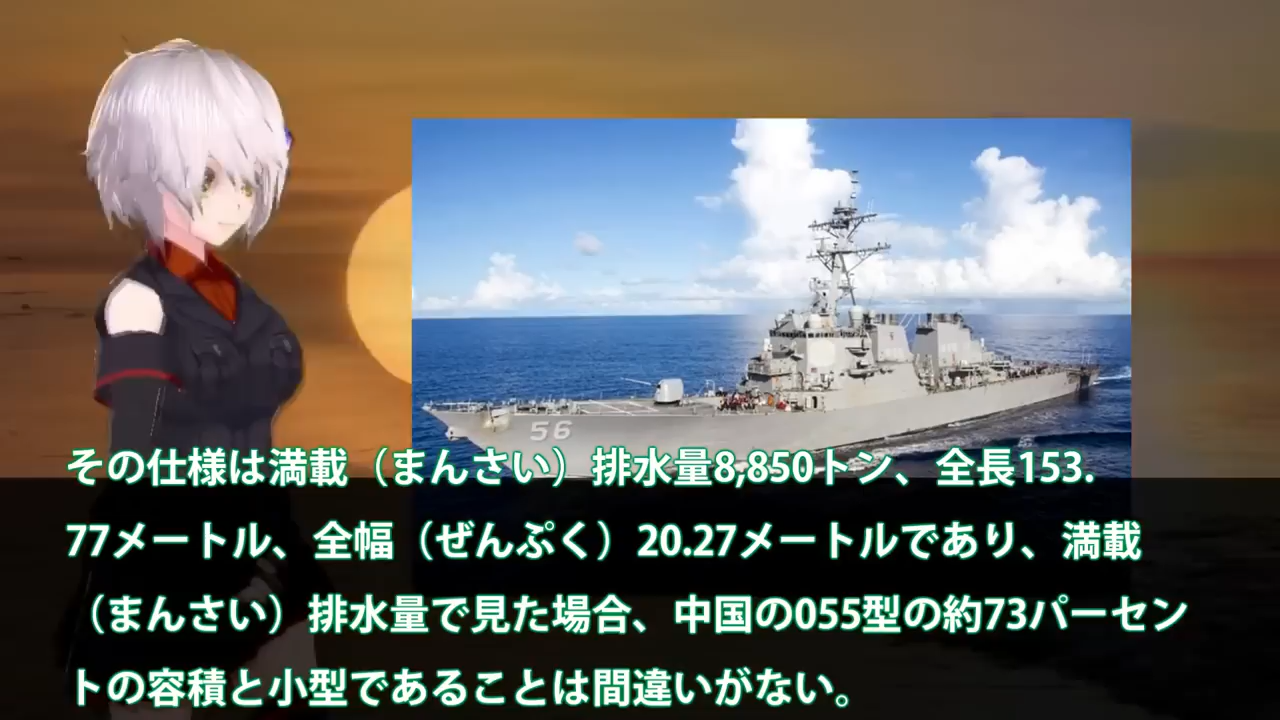 56
その仕様は満載（まんさい）排水量8,850トン、全長153.
77メートル、全幅（ぜんぷく）20.27メートルであり、満載
（まんさい）排水量で見た場合、中国の055型の約73パーセン
トの容積と小型であることは間違いがない。